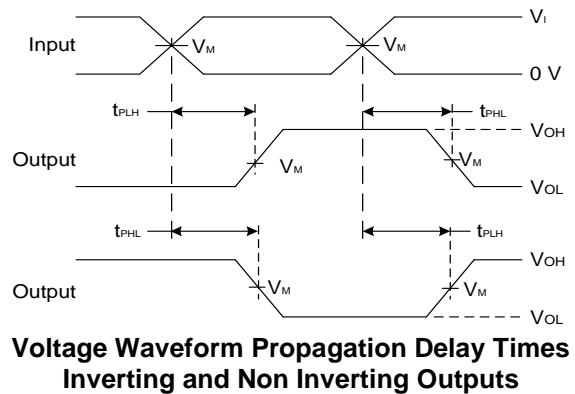 VI
Input
VM
VM
0 V
tPLH
tPHL
VOH
Output
VM
VM
VOL
tPHL
tPLH
VOH
Output
VM
VM
VOL
Voltage Waveform Propagation Delay Times
Inverting and Non Inverting Outputs